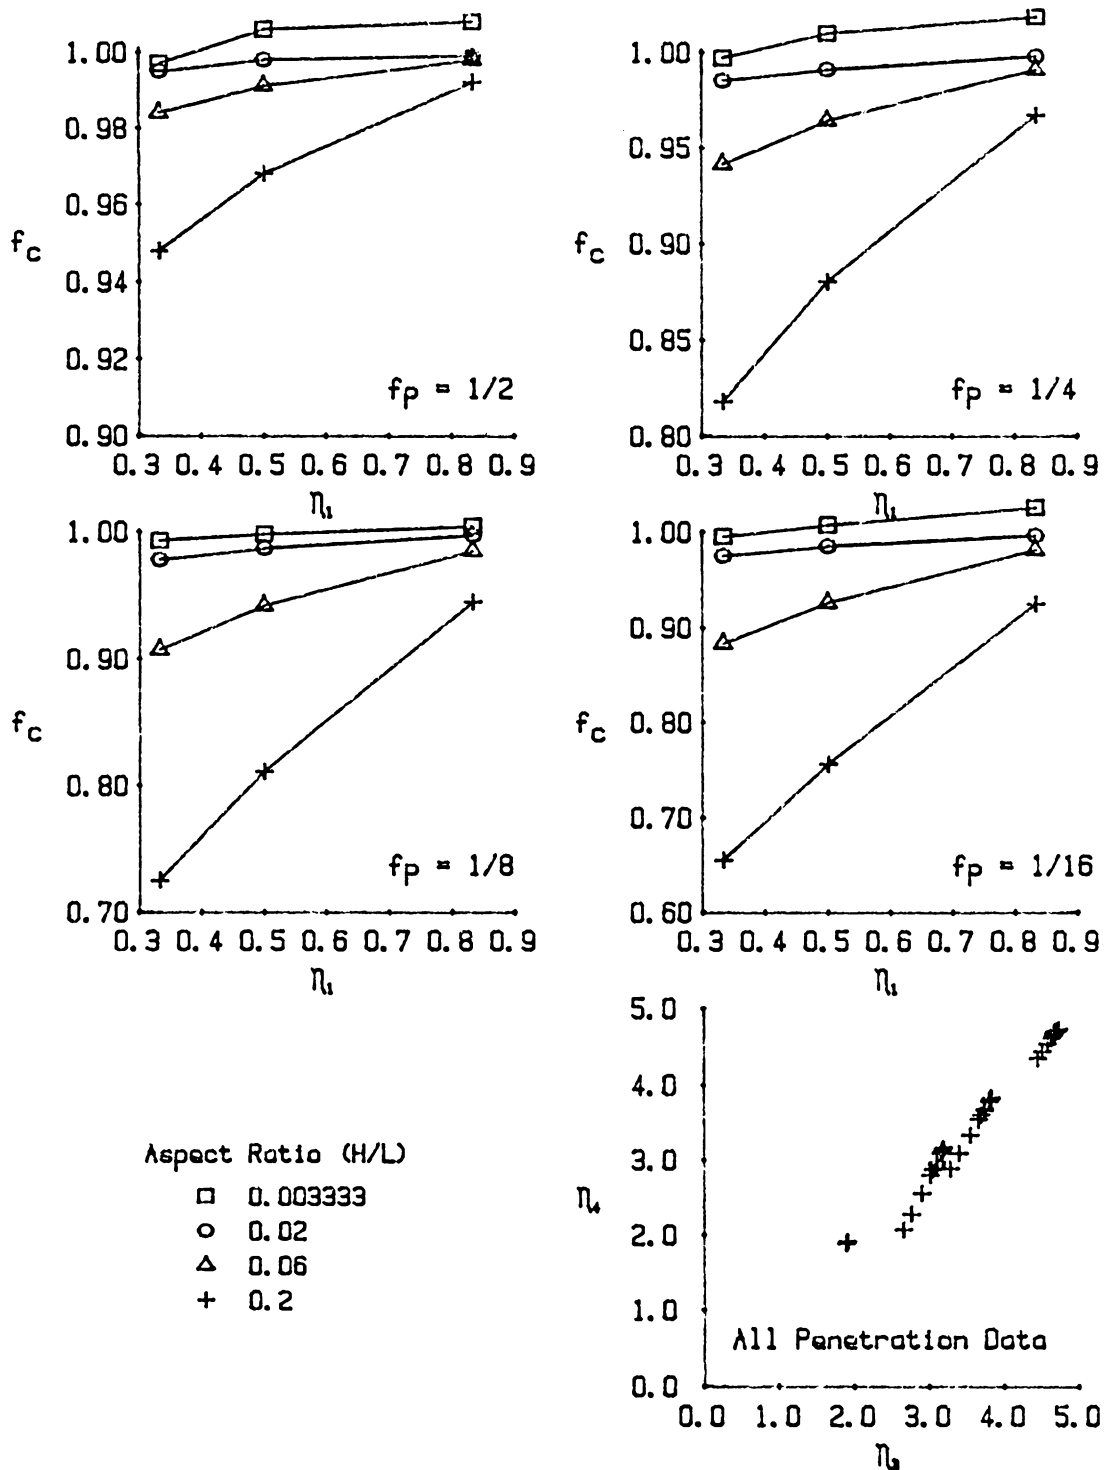 1.00
0.98
0.96
f_c
0.94
0.92
f_p = 1/2
0.90
0.3 0.4 0.5 0.6 0.7 0.8 0.9
η₁
1.00
0.95
0.90
f_c
0.85
f_p = 1/4
0.80
0.3 0.4 0.5 0.6 0.7 0.8 0.9
η₁
1.00
0.90
f_c
0.80
f_p = 1/8
0.70
0.3 0.4 0.5 0.6 0.7 0.8 0.9
η₁
1.00
0.90
0.80
f_c
0.70
f_p = 1/16
0.60
0.3 0.4 0.5 0.6 0.7 0.8 0.9
η₁
Aspect Ratio (H/L)
0.003333
0.02
0.06
0.2
5.0
4.0
3.0
η₄
2.0
1.0
All Penetration Data
0.0
0.0 1.0 2.0 3.0 4.0 5.0
η₃